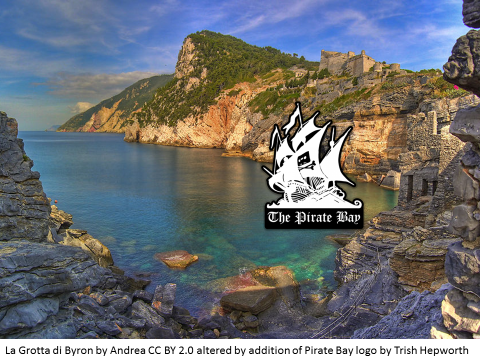 The Pirate Bay
La Grotta di Byron by Andrea CC BY 2.0 altered by addition of Pirate Bay logo by Trish Hepworth